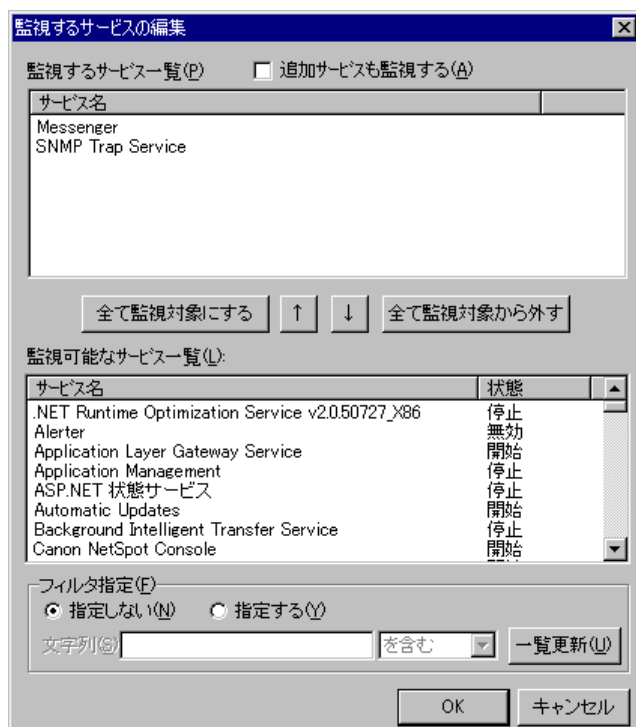 監視するサービスの編集
監視するサービス一覧(P) 追加サービスも監視する(A)
サービス名
Messenger
SNMP Trap Service
全て監視対象にする ↑ ↓ 全て監視対象から外す
監視可能なサービス一覧(L):
サービス名 状態
.NET Runtime Optimization Service v2.0.50727_X86 停止
Alerter 無効
Application Layer Gateway Service 開始
Application Management 停止
ASP.NET 状態サービス 停止
Automatic Updates 開始
Background Intelligent Transfer Service 停止
Canon NetSpot Console 開始
フィルタ指定(F)
指定しない(N) 指定する(Y)
文字列(S) を含む 一覧更新(U)
OK キャンセル